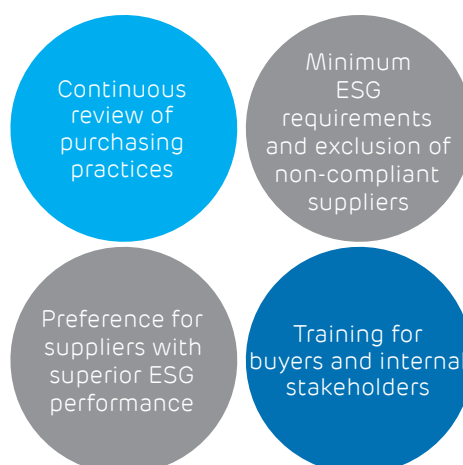 Continuous
review of
purchasing
practices
Minimum
ESG
requirements
and exclusion of
non-compliant
suppliers
Preference for
suppliers with
superior ESG
performance
Training for
buyers and internal
stakeholders